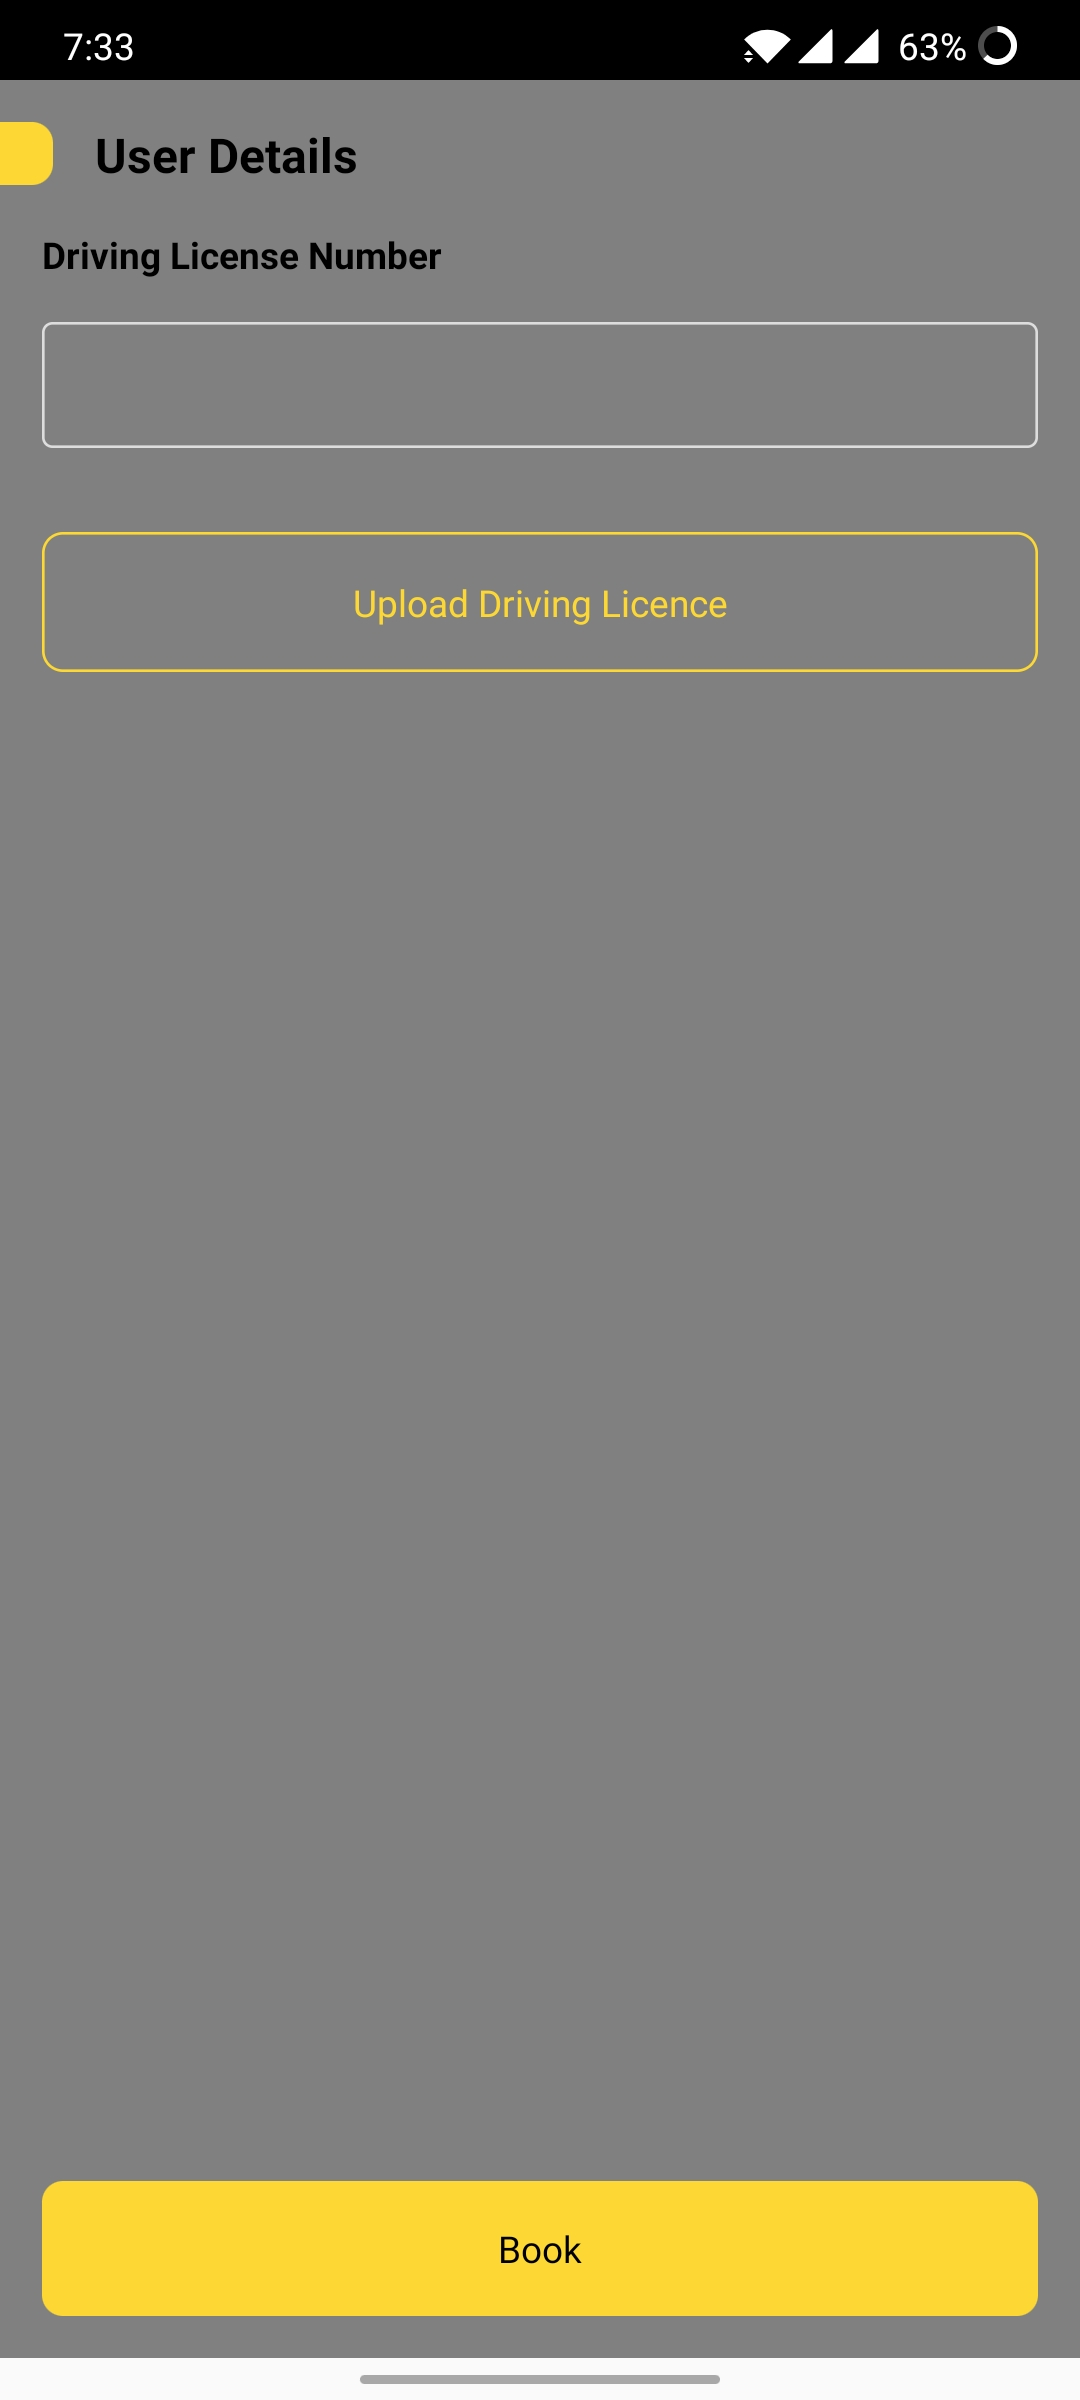 7:33
63%
User Details
Driving License Number
Upload Driving Licence
Book